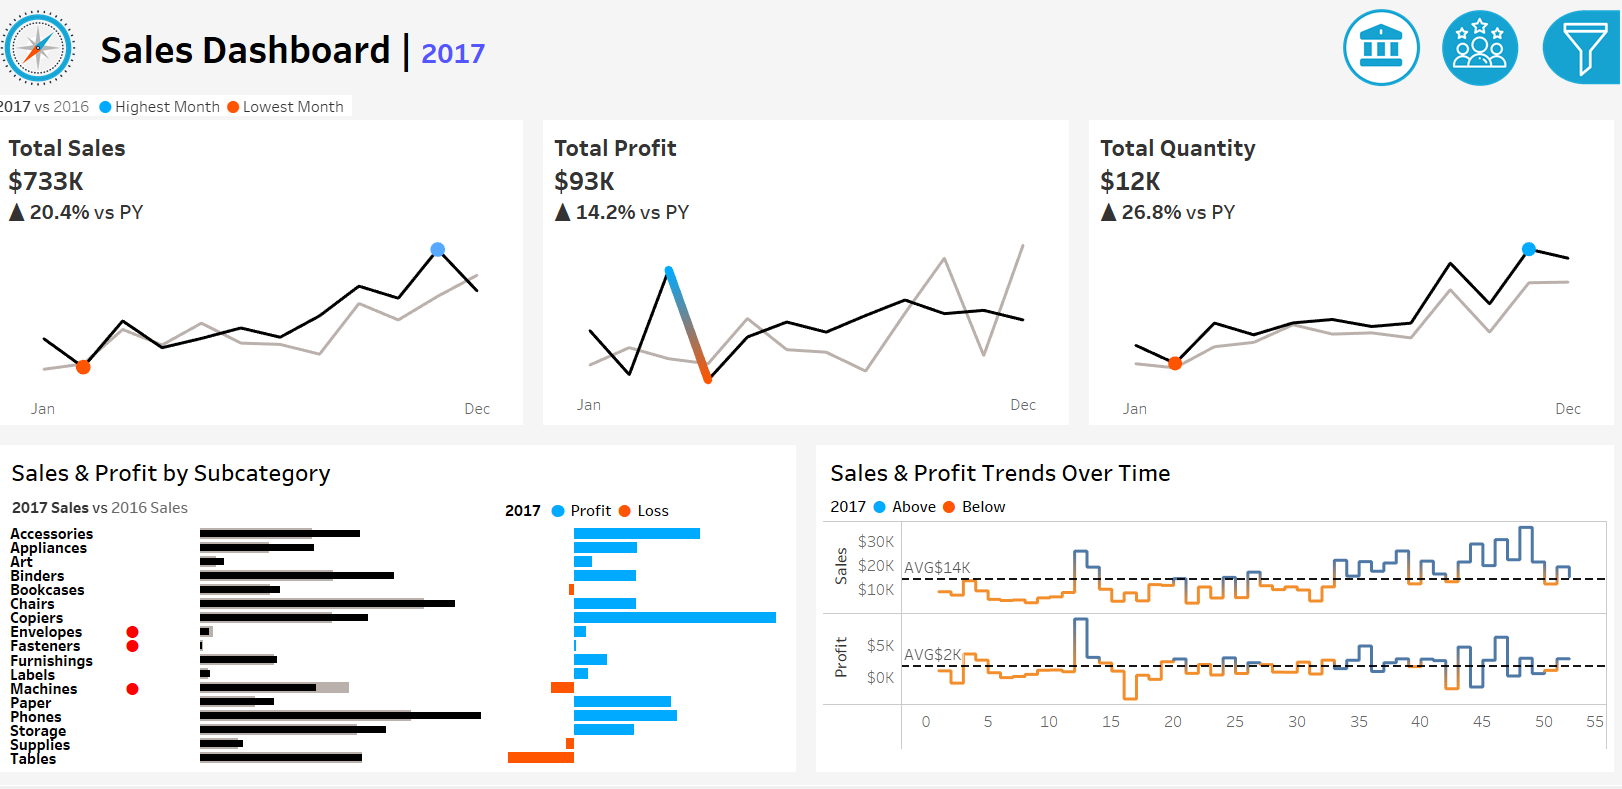 Sales Dashboard | 2017
2017 vs 2016 Highest Month Lowest Month
Total Sales
$733K
▲ 20.4% vs PY
Jan Dec
Total Profit
$93K
▲ 14.2% vs PY
Jan Dec
Total Quantity
$12K
▲ 26.8% vs PY
Jan Dec
Sales & Profit by Subcategory
2017 Sales vs 2016 Sales
2017 Profit Loss
Accessories
Appliances
Art
Binders
Bookcases
Chairs
Copiers
Envelopes
Fasteners
Furnishings
Labels
Machines
Paper
Phones
Storage
Supplies
Tables
Sales & Profit Trends Over Time
2017 Above Below
Sales
$30K
$20K
$10K
AVG$14K
Profit
$5K
$0K
AVG$2K
0 5 10 15 20 25 30 35 40 45 50 55